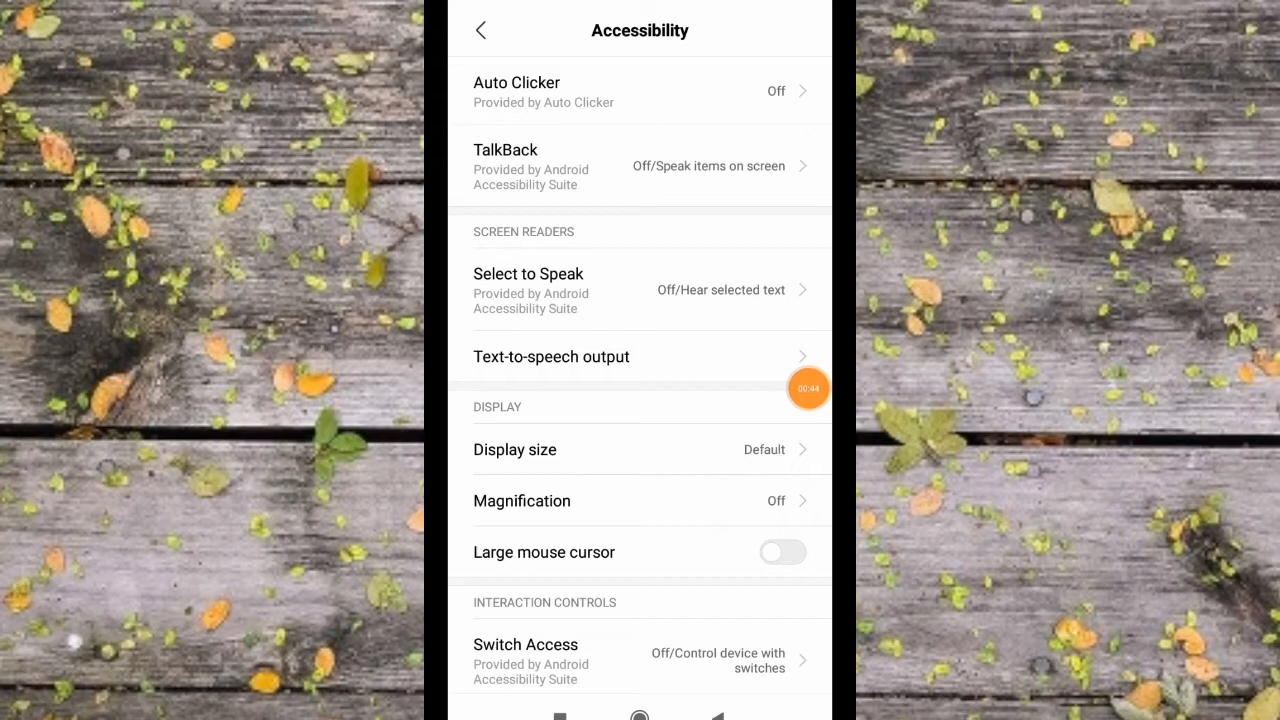 Accessibility
Auto Clicker
Provided by Auto Clicker
Off
TalkBack
Provided by Android
Accessibility Suite
Off/Speak items on screen
SCREEN READERS
Select to Speak
Provided by Android
Accessibility Suite
Off/Hear selected text
Text-to-speech output
00:44
DISPLAY
Display size
Default
Magnification
Off
Large mouse cursor
INTERACTION CONTROLS
Switch Access
Provided by Android
Accessibility Suite
Off/Control device with
switches